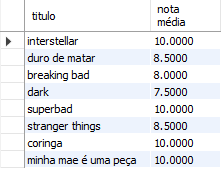 titulo nota média
interstellar 10.0000
duro de matar 8.5000
breaking bad 8.0000
dark 7.5000
superbad 10.0000
stranger things 8.5000
coringa 10.0000
minha mae é uma peça 10.0000